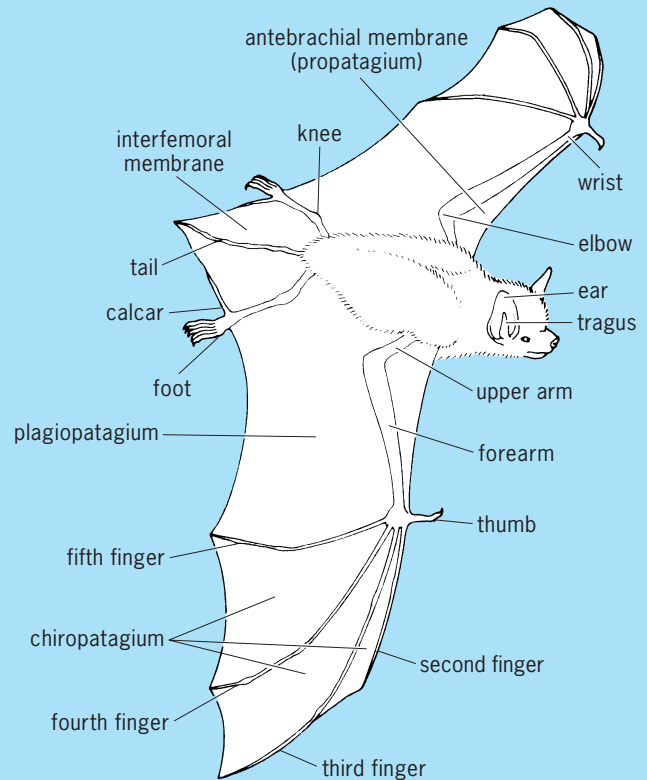 antebrachial membrane
(propatagium)
interfemoral
membrane
knee
wrist
elbow
tail
ear
calcar
tragus
foot
upper arm
plagiopatagium
forearm
thumb
fifth finger
chiropatagium
second finger
fourth finger
third finger